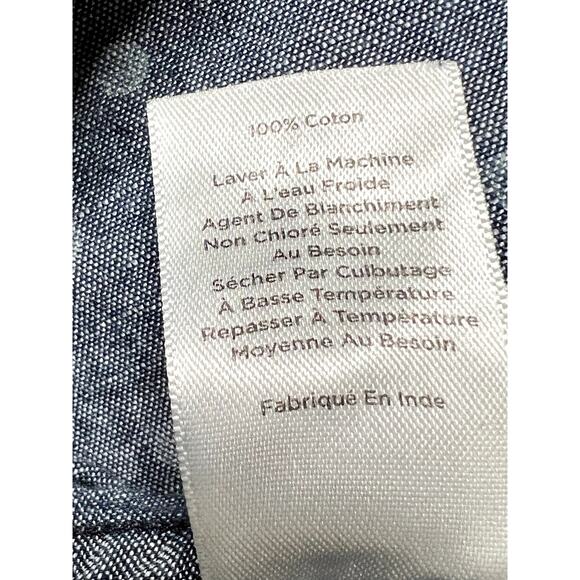 100% Coton
Laver À La Machine
À L'eau Froide
Agent De Blanchiment
Non Chloré Seulement
Au Besoin
Sécher Par Culbutage
À Basse Température
Repasser À Température
Moyenne Au Besoin
Fabriqué En Inde